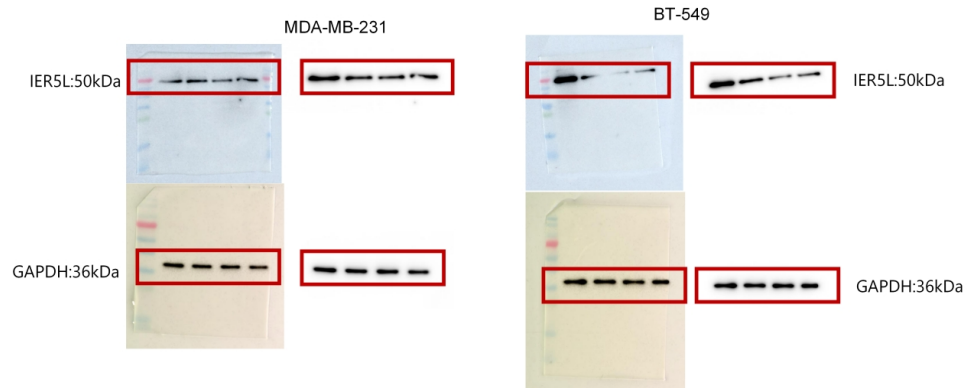 MDA-MB-231
BT-549
IER5L:50kDa
IER5L:50kDa
GAPDH:36kDa
GAPDH:36kDa